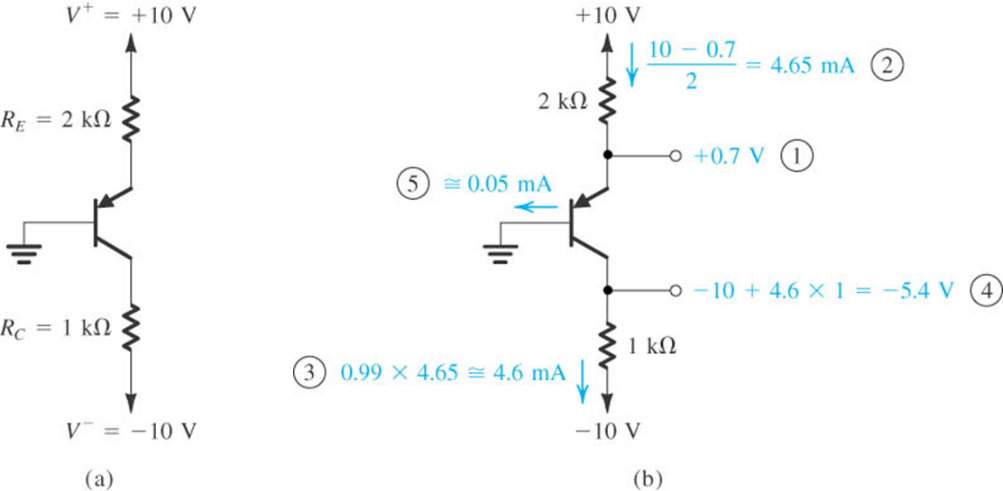 V⁺ = +10 V
R_E = 2 kΩ
R_C = 1 kΩ
V⁻ = −10 V
(a)
+10 V
10 − 0.7
2
= 4.65 mA ②
2 kΩ
+0.7 V ①
⑤ ≅ 0.05 mA
−10 + 4.6 × 1 = −5.4 V ④
1 kΩ
③ 0.99 × 4.65 ≅ 4.6 mA
−10 V
(b)